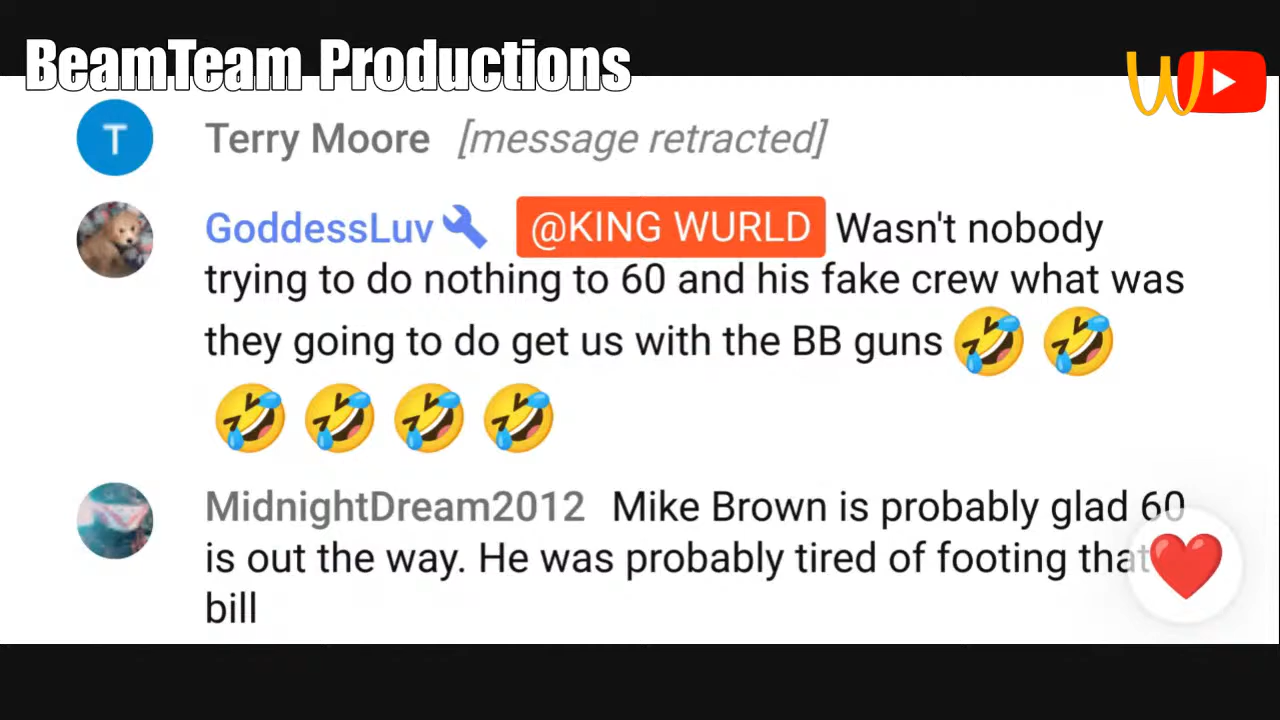 BeamTeam Productions
W
T
Terry Moore [message retracted]
GoddessLuv @KING WURLD Wasn't nobody
trying to do nothing to 60 and his fake crew what was
they going to do get us with the BB guns 🤣 🤣
🤣 🤣 🤣 🤣
MidnightDream2012 Mike Brown is probably glad 60
is out the way. He was probably tired of footing that
bill